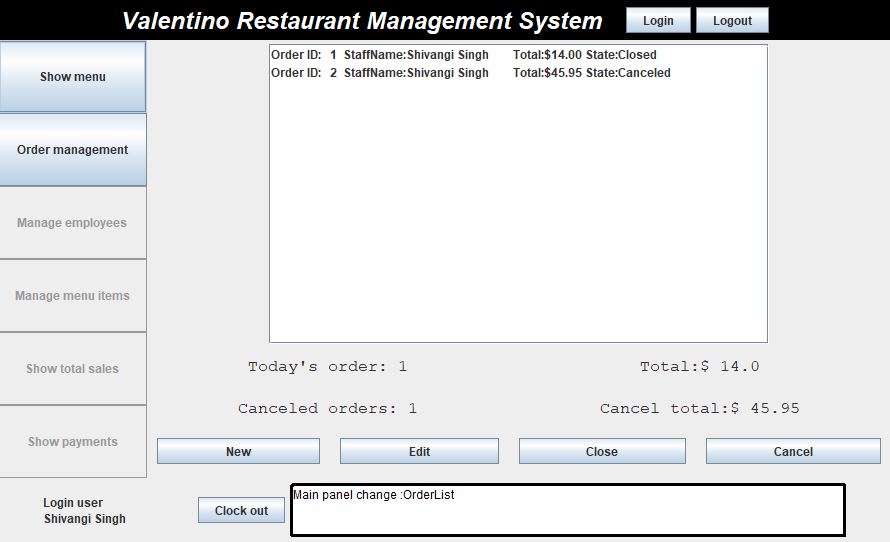 Valentino Restaurant Management System Login Logout
Show menu
Order management
Manage employees
Manage menu items
Show total sales
Show payments
Order ID: 1 StaffName:Shivangi Singh Total:$14.00 State:Closed
Order ID: 2 StaffName:Shivangi Singh Total:$45.95 State:Canceled
Today's order: 1 Total:$ 14.0
Canceled orders: 1 Cancel total:$ 45.95
New Edit Close Cancel
Login user
Shivangi Singh
Clock out
Main panel change :OrderList